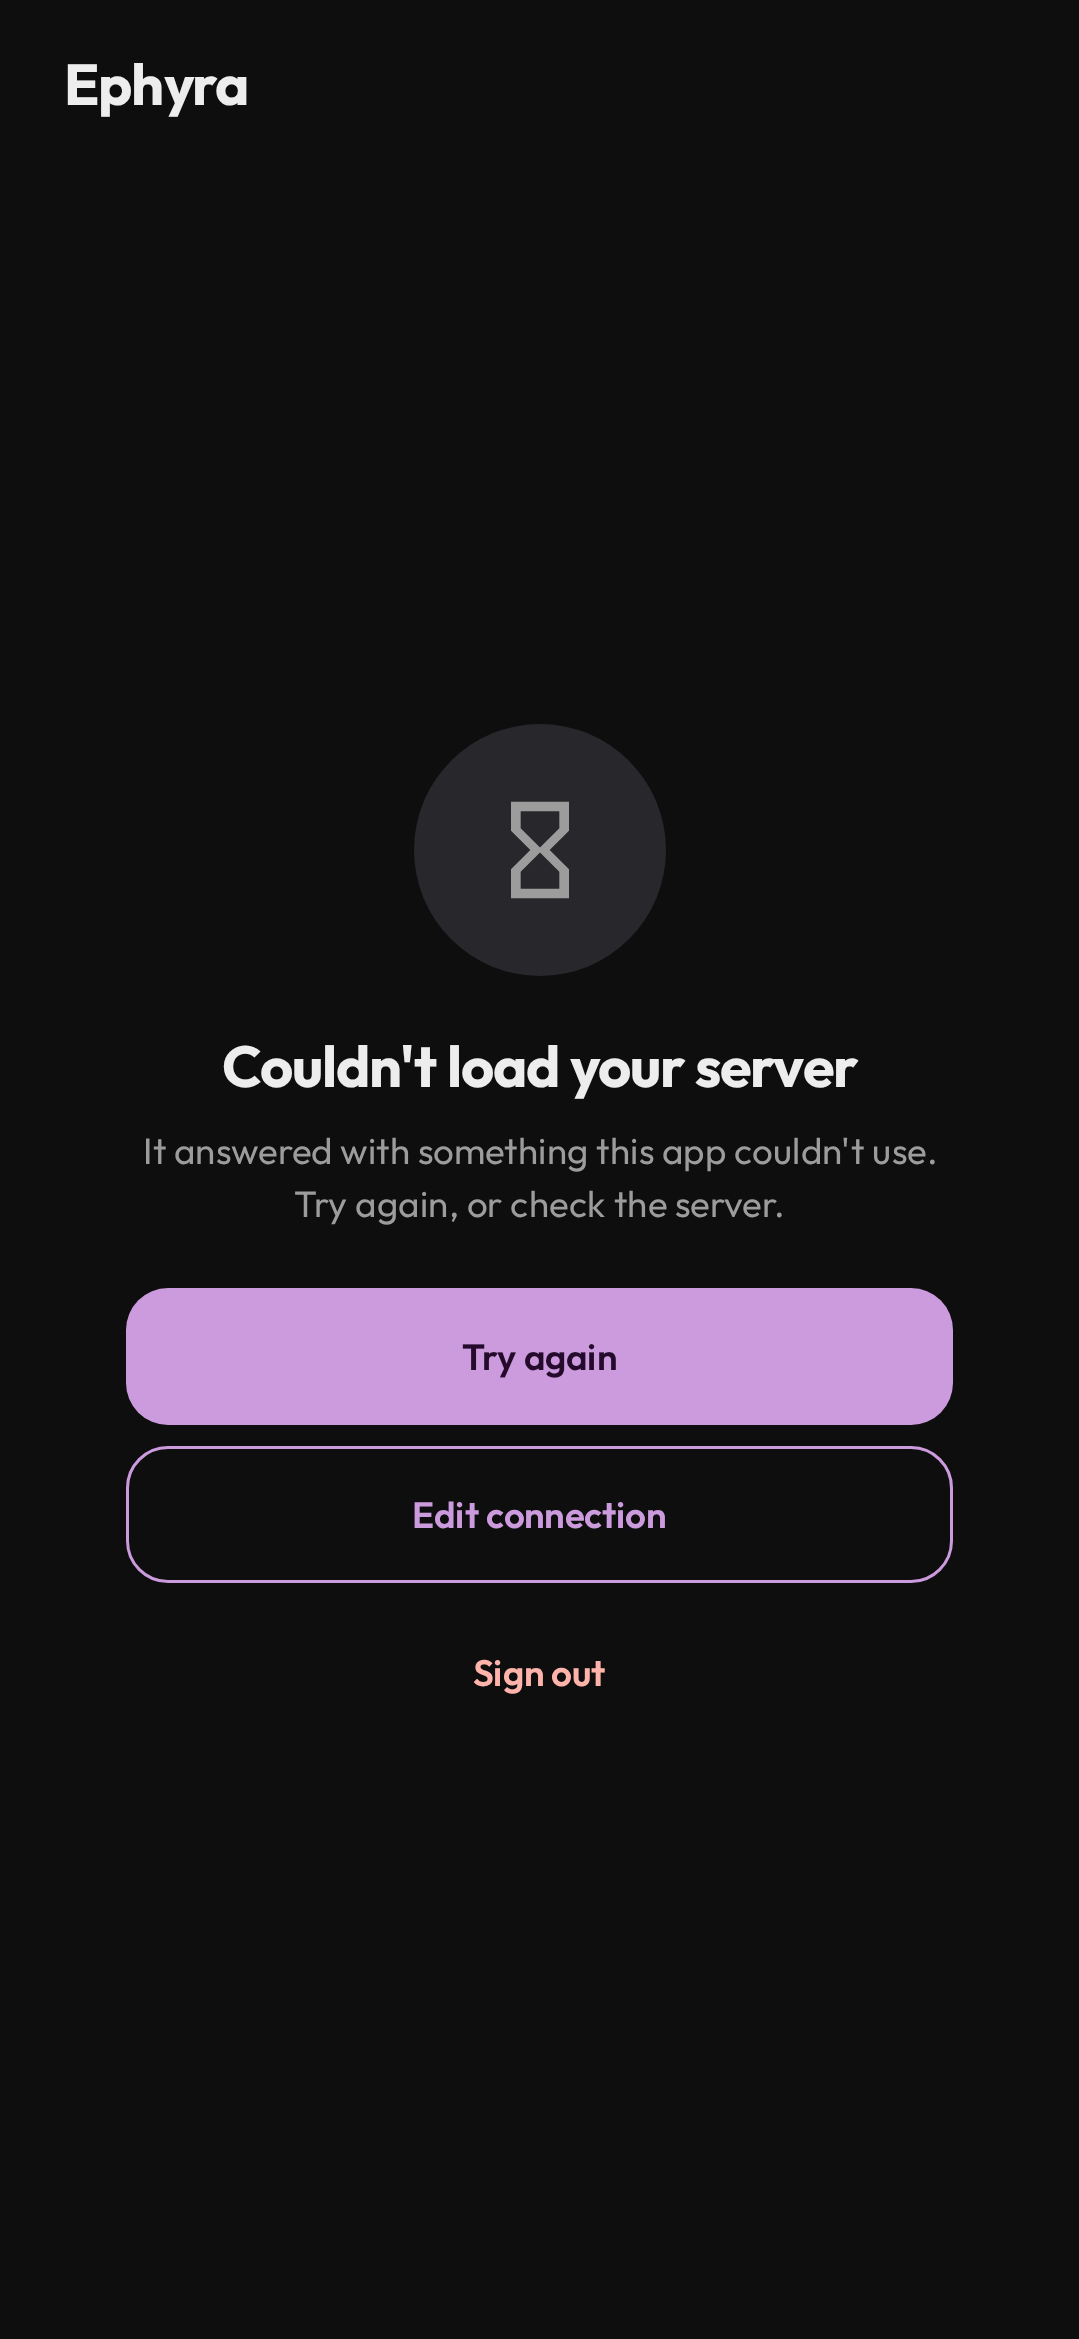 Ephyra
Couldn't load your server
It answered with something this app couldn't use.
Try again, or check the server.
Try again
Edit connection
Sign out